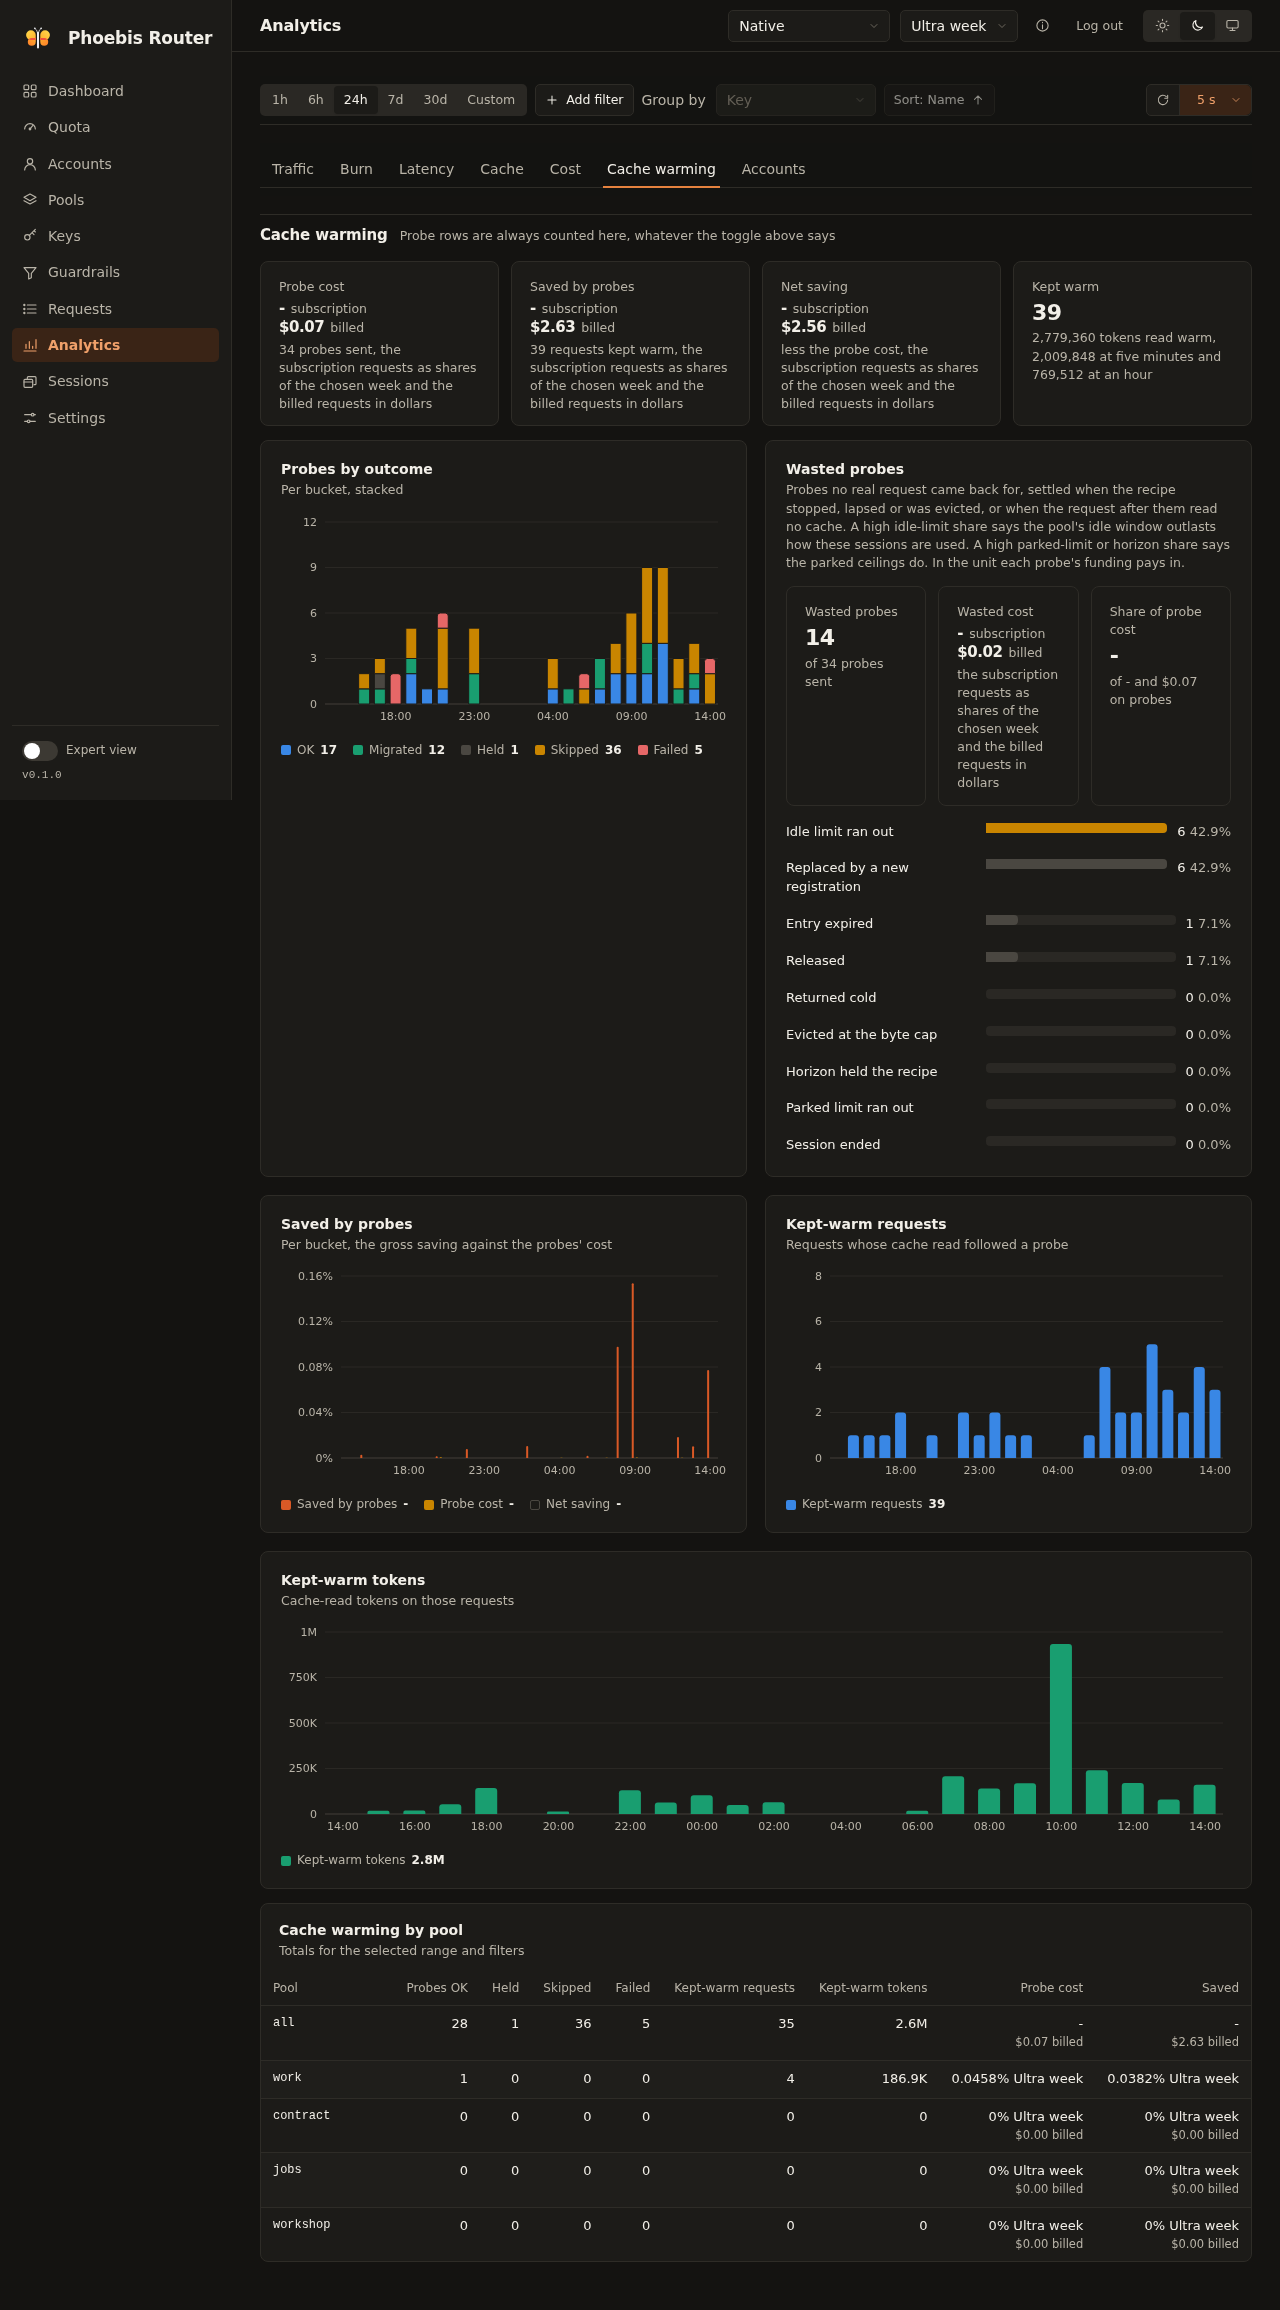 Phoebis Router
Dashboard
Quota
Accounts
Pools
Keys
Guardrails
Requests
Analytics
Sessions
Settings
Expert view
v0.1.0
Analytics
Native
Ultra week
Log out
1h 6h 24h 7d 30d Custom
Add filter
Group by
Key
Sort: Name
5 s
Traffic Burn Latency Cache Cost Cache warming Accounts
Cache warming Probe rows are always counted here, whatever the toggle above says
Probe cost
- subscription
$0.07 billed
34 probes sent, the
subscription requests as shares
of the chosen week and the
billed requests in dollars
Saved by probes
- subscription
$2.63 billed
39 requests kept warm, the
subscription requests as shares
of the chosen week and the
billed requests in dollars
Net saving
- subscription
$2.56 billed
less the probe cost, the
subscription requests as shares
of the chosen week and the
billed requests in dollars
Kept warm
39
2,779,360 tokens read warm,
2,009,848 at five minutes and
769,512 at an hour
Probes by outcome
Per bucket, stacked
12
9
6
3
0
18:00 23:00 04:00 09:00 14:00
OK 17 Migrated 12 Held 1 Skipped 36 Failed 5
Wasted probes
Probes no real request came back for, settled when the recipe
stopped, lapsed or was evicted, or when the request after them read
no cache. A high idle-limit share says the pool's idle window outlasts
how these sessions are used. A high parked-limit or horizon share says
the parked ceilings do. In the unit each probe's funding pays in.
Wasted probes
14
of 34 probes
sent
Wasted cost
- subscription
$0.02 billed
the subscription
requests as
shares of the
chosen week
and the billed
requests in
dollars
Share of probe
cost
-
of - and $0.07
on probes
Idle limit ran out 6 42.9%
Replaced by a new
registration
6 42.9%
Entry expired 1 7.1%
Released 1 7.1%
Returned cold 0 0.0%
Evicted at the byte cap 0 0.0%
Horizon held the recipe 0 0.0%
Parked limit ran out 0 0.0%
Session ended 0 0.0%
Saved by probes
Per bucket, the gross saving against the probes' cost
0.16%
0.12%
0.08%
0.04%
0%
18:00 23:00 04:00 09:00 14:00
Saved by probes - Probe cost - Net saving -
Kept-warm requests
Requests whose cache read followed a probe
8
6
4
2
0
18:00 23:00 04:00 09:00 14:00
Kept-warm requests 39
Kept-warm tokens
Cache-read tokens on those requests
1M
750K
500K
250K
0
14:00 16:00 18:00 20:00 22:00 00:00 02:00 04:00 06:00 08:00 10:00 12:00 14:00
Kept-warm tokens 2.8M
Cache warming by pool
Totals for the selected range and filters
Pool Probes OK Held Skipped Failed Kept-warm requests Kept-warm tokens Probe cost Saved
all 28 1 36 5 35 2.6M - -
$0.07 billed $2.63 billed
work 1 0 0 0 4 186.9K 0.0458% Ultra week 0.0382% Ultra week
contract 0 0 0 0 0 0 0% Ultra week 0% Ultra week
$0.00 billed $0.00 billed
jobs 0 0 0 0 0 0 0% Ultra week 0% Ultra week
$0.00 billed $0.00 billed
workshop 0 0 0 0 0 0 0% Ultra week 0% Ultra week
$0.00 billed $0.00 billed